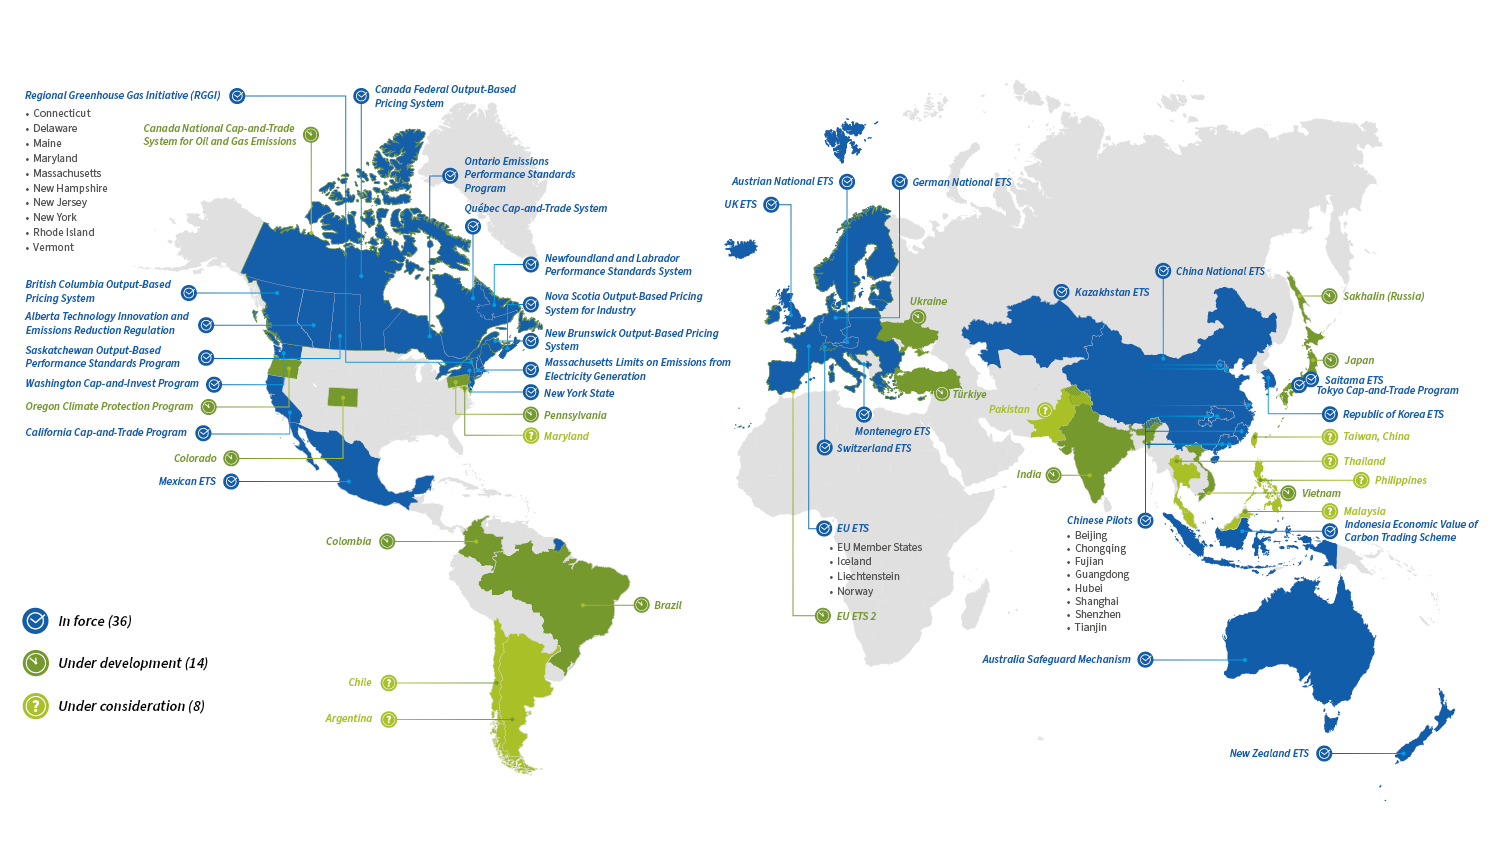 Regional Greenhouse Gas Initiative (RGGI)
• Connecticut
• Delaware
• Maine
• Maryland
• Massachusetts
• New Hampshire
• New Jersey
• New York
• Rhode Island
• Vermont
Canada National Cap-and-Trade
System for Oil and Gas Emissions
Canada Federal Output-Based
Pricing System
Ontario Emissions
Performance Standards
Program
Québec Cap-and-Trade System
Newfoundland and Labrador
Performance Standards System
Nova Scotia Output-Based Pricing
System for Industry
New Brunswick Output-Based Pricing
System
Massachusetts Limits on Emissions from
Electricity Generation
New York State
Pennsylvania
? Maryland
British Columbia Output-Based
Pricing System
Alberta Technology Innovation and
Emissions Reduction Regulation
Saskatchewan Output-Based
Performance Standards Program
Washington Cap-and-Invest Program
Oregon Climate Protection Program
California Cap-and-Trade Program
Colorado
Mexican ETS
Colombia
Brazil
Chile ?
Argentina ?
In force (36)
Under development (14)
? Under consideration (8)
Austrian National ETS
German National ETS
UK ETS
Ukraine
Türkiye
Montenegro ETS
Switzerland ETS
EU ETS
• EU Member States
• Iceland
• Liechtenstein
• Norway
EU ETS 2
China National ETS
Kazakhstan ETS
Pakistan ?
India
Chinese Pilots
• Beijing
• Chongqing
• Fujian
• Guangdong
• Hubei
• Shanghai
• Shenzhen
• Tianjin
Sakhalin (Russia)
Japan
Saitama ETS
Tokyo Cap-and-Trade Program
Republic of Korea ETS
? Taiwan, China
? Thailand
? Philippines
Vietnam
? Malaysia
Indonesia Economic Value of
Carbon Trading Scheme
Australia Safeguard Mechanism
New Zealand ETS